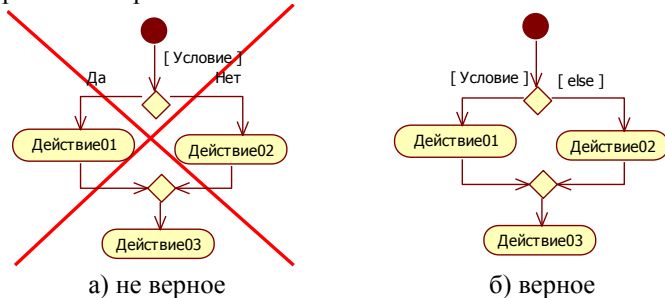 [ Условие ]
Да
Нет
Действие01
Действие02
Действие03
а) не верное
[ Условие ]
[ else ]
Действие01
Действие02
Действие03
б) верное